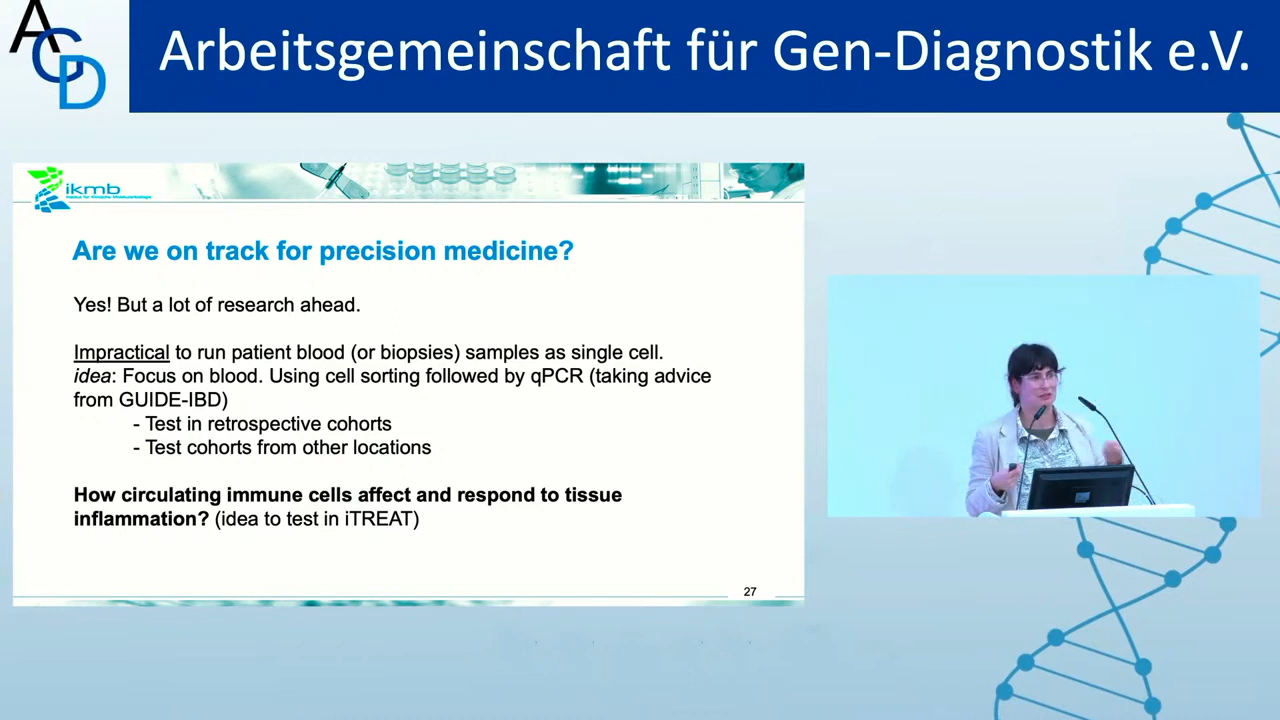 AGD
Arbeitsgemeinschaft für Gen-Diagnostik e.V.
ikmb
Are we on track for precision medicine?
Yes! But a lot of research ahead.
Impractical to run patient blood (or biopsies) samples as single cell.
idea: Focus on blood. Using cell sorting followed by qPCR (taking advice
from GUIDE-IBD)
- Test in retrospective cohorts
- Test cohorts from other locations
How circulating immune cells affect and respond to tissue
inflammation? (idea to test in iTREAT)
27